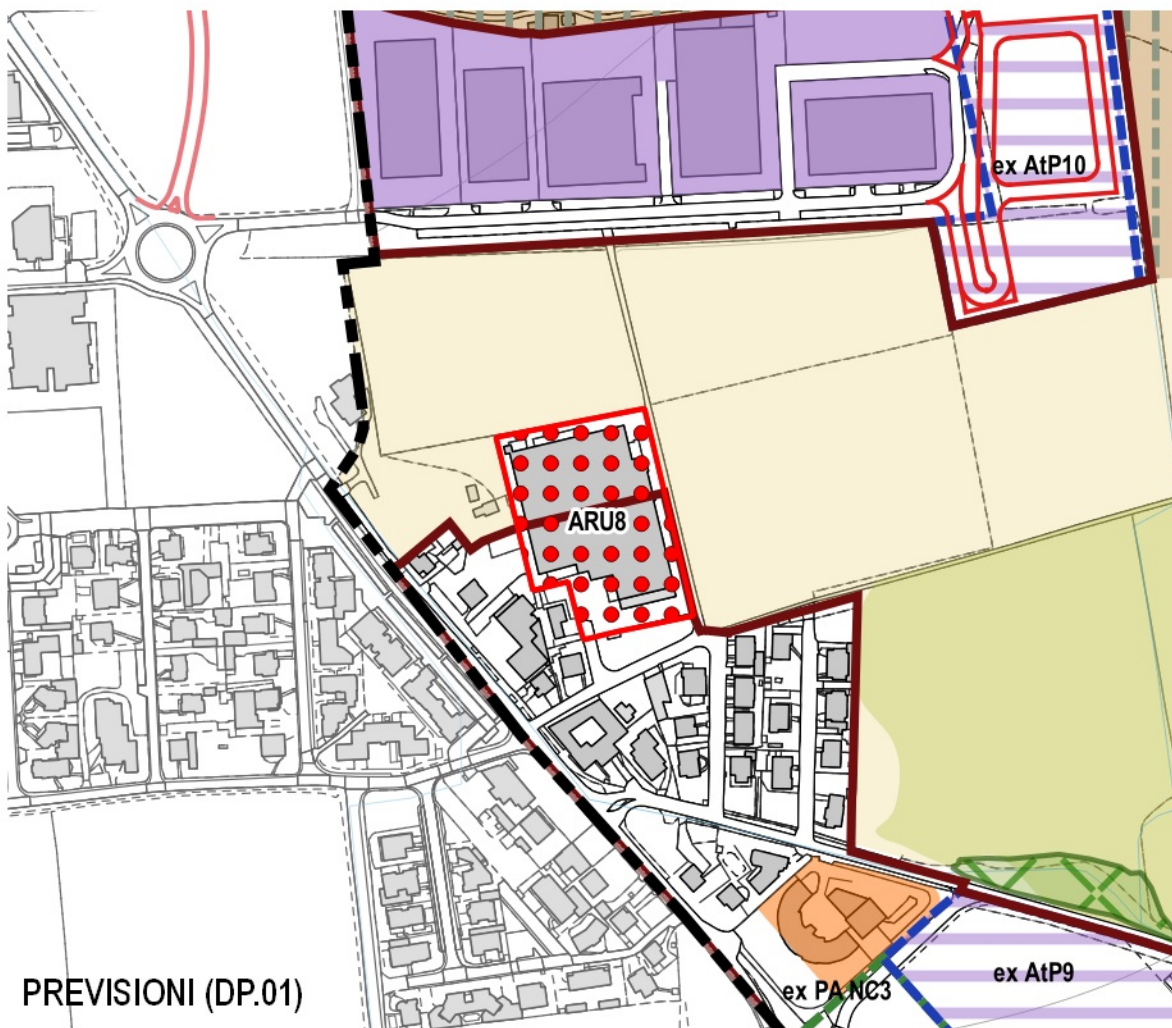 ex AtP10
ARU8
ex AtP9
ex PA NC3
PREVISIONI (DP.01)